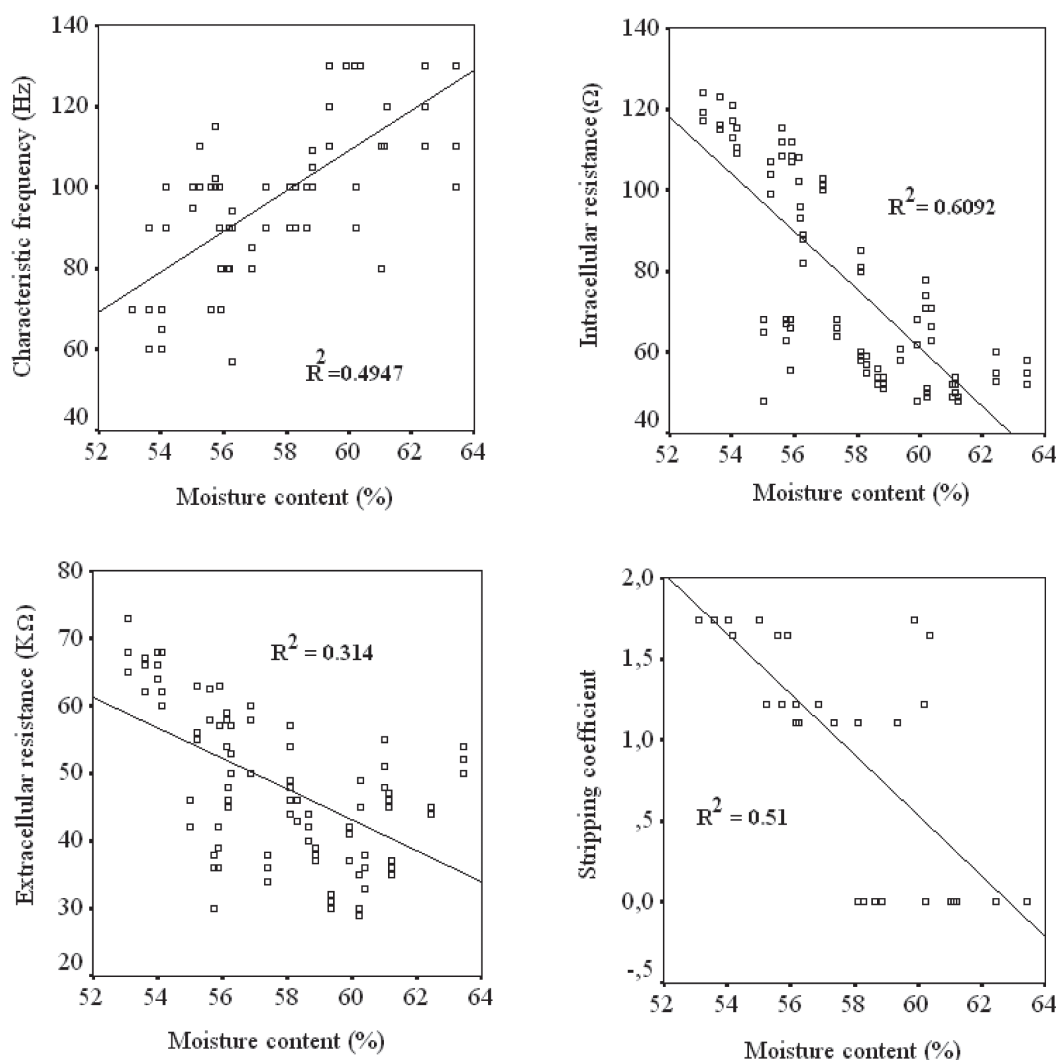 Characteristic frequency (Hz)
140
120
100
80
60
40
52 54 56 58 60 62 64
Moisture content (%)
R² =0.4947
Intracellular resistance (Ω)
140
120
100
80
60
40
52 54 56 58 60 62 64
Moisture content (%)
R² = 0.6092
Extracellular resistance (KΩ)
80
70
60
50
40
30
20
52 54 56 58 60 62 64
Moisture content (%)
R² = 0.314
Stripping coefficient
2,0
1,5
1,0
,5
0,0
-,5
52 54 56 58 60 62 64
Moisture content (%)
R² = 0.51